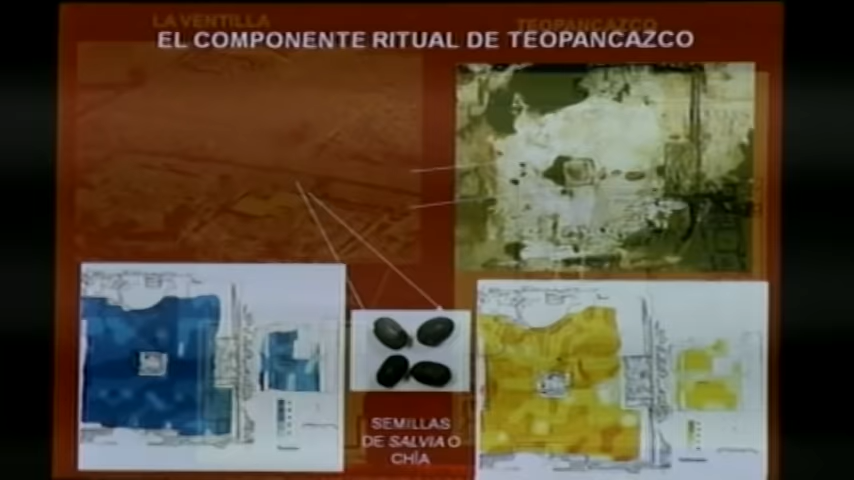 LA VENTILLA
TEOPANCAZCO
EL COMPONENTE RITUAL DE TEOPANCAZCO
SEMILLAS
DE SALVIA O
CHÍA